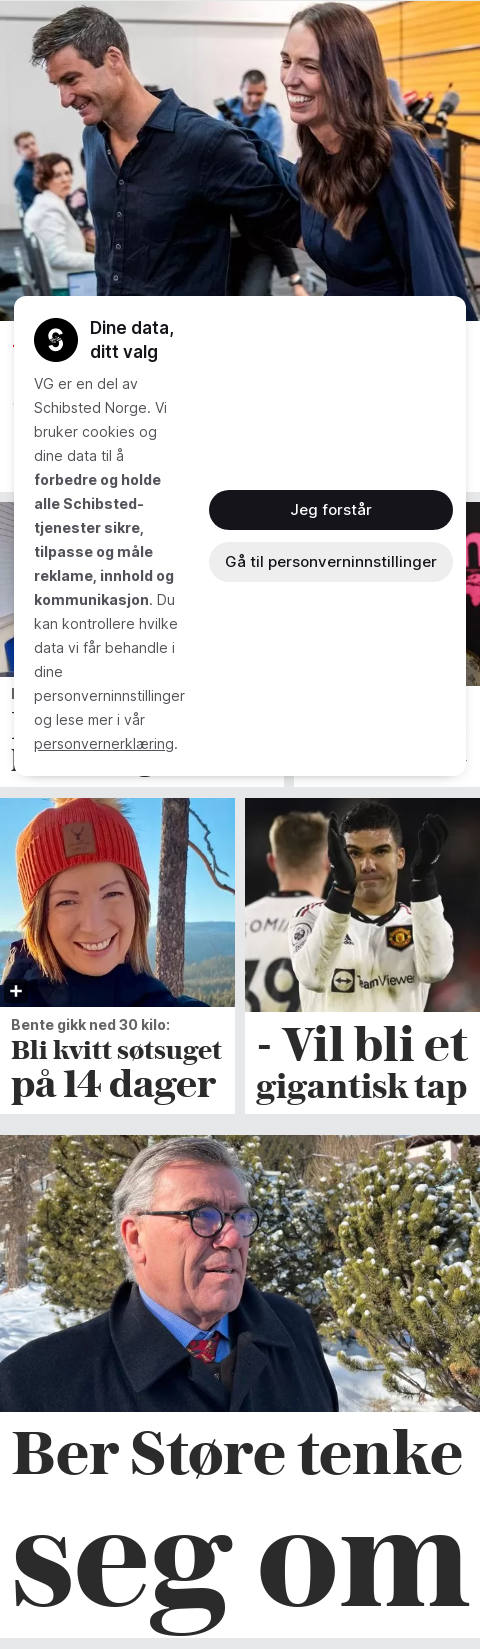 Dine data,
ditt valg
VG er en del av
Schibsted Norge. Vi
bruker cookies og
dine data til å
forbedre og holde
alle Schibsted-
tjenester sikre,
tilpasse og måle
reklame, innhold og
kommunikasjon. Du
kan kontrollere hvilke
data vi får behandle i
dine
personverninnstillinger
og lese mer i vår
personvernerklæring.
Jeg forstår
Gå til personverninnstillinger
TeamViewer
Bente gikk ned 30 kilo:
Bli kvitt søtsuget
på 14 dager
- Vil bli et
gigantisk tap
Ber Støre tenke
seg om